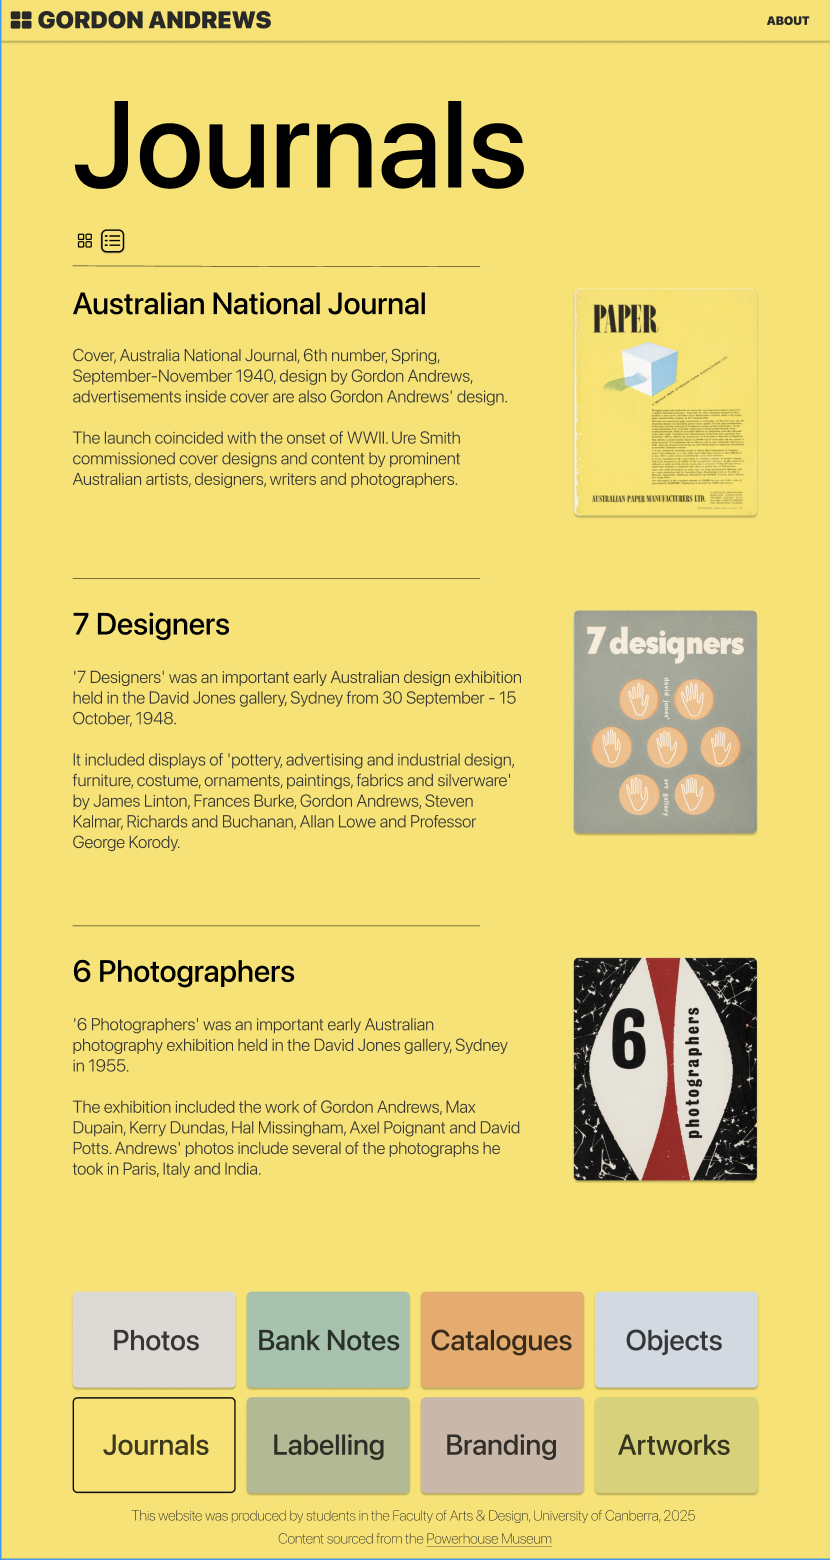 GORDON ANDREWS
ABOUT
Journals
Australian National Journal
Cover, Australia National Journal, 6th number, Spring,
September-November 1940, design by Gordon Andrews,
advertisements inside cover are also Gordon Andrews' design.
The launch coincided with the onset of WWII. Ure Smith
commissioned cover designs and content by prominent
Australian artists, designers, writers and photographers.
PAPER
AUSTRALIAN PAPER MANUFACTURERS LTD.
7 Designers
'7 Designers' was an important early Australian design exhibition
held in the David Jones gallery, Sydney from 30 September - 15
October, 1948.
It included displays of 'pottery, advertising and industrial design,
furniture, costume, ornaments, paintings, fabrics and silverware'
by James Linton, Frances Burke, Gordon Andrews, Steven
Kalmar, Richards and Buchanan, Allan Lowe and Professor
George Korody.
7 designers
david jones'
art gallery
6 Photographers
'6 Photographers' was an important early Australian
photography exhibition held in the David Jones gallery, Sydney
in 1955.
The exhibition included the work of Gordon Andrews, Max
Dupain, Kerry Dundas, Hal Missingham, Axel Poignant and David
Potts. Andrews' photos include several of the photographs he
took in Paris, Italy and India.
6
photographers
Photos
Bank Notes
Catalogues
Objects
Journals
Labelling
Branding
Artworks
This website was produced by students in the Faculty of Arts & Design, University of Canberra, 2025
Content sourced from the Powerhouse Museum